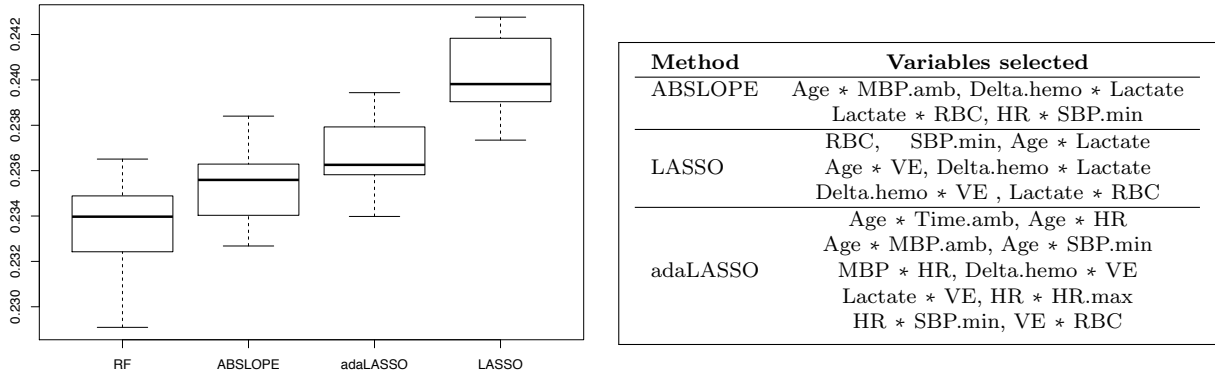 0.242
0.240
0.238
0.236
0.234
0.232
0.230
RF ABSLOPE adaLASSO LASSO
Method Variables selected
ABSLOPE Age * MBP.amb, Delta.hemo * Lactate
Lactate * RBC, HR * SBP.min
RBC, SBP.min, Age * Lactate
LASSO Age * VE, Delta.hemo * Lactate
Delta.hemo * VE , Lactate * RBC
Age * Time.amb, Age * HR
Age * MBP.amb, Age * SBP.min
adaLASSO MBP * HR, Delta.hemo * VE
Lactate * VE, HR * HR.max
HR * SBP.min, VE * RBC